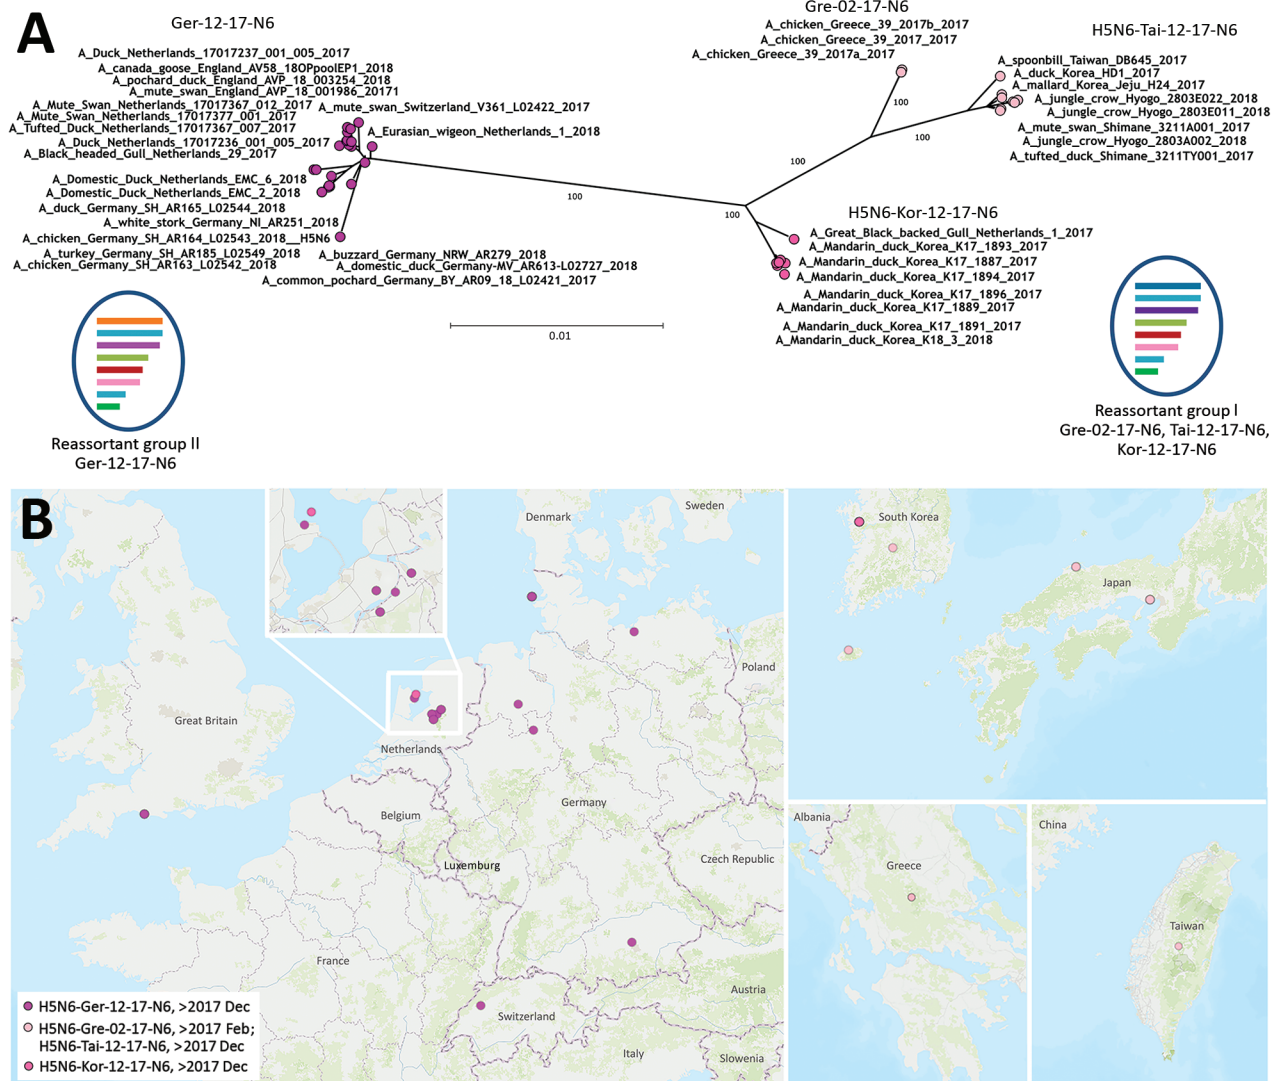 A
Ger-12-17-N6
A_Duck_Netherlands_17017237_001_005_2017
A_canada_goose_England_AV58_18OPpoolEP1_2018
A_pochard_duck_England_AVP_18_003254_2018
A_mute_swan_England_AVP_18_001986_20171
A_Mute_Swan_Netherlands_17017367_012_2017
A_Mute_Swan_Netherlands_17017377_001_2017
A_Tufted_Duck_Netherlands_17017367_007_2017
A_Duck_Netherlands_17017236_001_005_2017
A_Black_headed_Gull_Netherlands_29_2017
A_mute_swan_Switzerland_V361_L02422_2017
A_Eurasian_wigeon_Netherlands_1_2018
A_Domestic_Duck_Netherlands_EMC_6_2018
A_Domestic_Duck_Netherlands_EMC_2_2018
A_duck_Germany_SH_AR165_L02544_2018
A_white_stork_Germany_NI_AR251_2018
A_chicken_Germany_SH_AR164_L02543_2018__H5N6
A_turkey_Germany_SH_AR185_L02549_2018
A_chicken_Germany_SH_AR163_L02542_2018
A_buzzard_Germany_NRW_AR279_2018
A_domestic_duck_Germany-MV_AR613-L02727_2018
A_common_pochard_Germany_BY_AR09_18_L02421_2017
Gre-02-17-N6
A_chicken_Greece_39_2017b_2017
A_chicken_Greece_39_2017_2017
A_chicken_Greece_39_2017a_2017
H5N6-Tai-12-17-N6
A_spoonbill_Taiwan_DB645_2017
A_duck_Korea_HD1_2017
A_mallard_Korea_Jeju_H24_2017
A_jungle_crow_Hyogo_2803E022_2018
A_jungle_crow_Hyogo_2803E011_2018
A_mute_swan_Shimane_3211A001_2017
A_jungle_crow_Hyogo_2803A002_2018
A_tufted_duck_Shimane_3211TY001_2017
100
100
100
100
100
H5N6-Kor-12-17-N6
A_Great_Black_backed_Gull_Netherlands_1_2017
A_Mandarin_duck_Korea_K17_1893_2017
A_Mandarin_duck_Korea_K17_1887_2017
A_Mandarin_duck_Korea_K17_1894_2017
A_Mandarin_duck_Korea_K17_1896_2017
A_Mandarin_duck_Korea_K17_1889_2017
A_Mandarin_duck_Korea_K17_1891_2017
A_Mandarin_duck_Korea_K18_3_2018
0.01
Reassortant group II
Ger-12-17-N6
Reassortant group I
Gre-02-17-N6, Tai-12-17-N6,
Kor-12-17-N6
B
Denmark
Sweden
Poland
Great Britain
Netherlands
Belgium
Germany
Luxemburg
Czech Republic
France
Austria
Switzerland
Italy
Slowenia
South Korea
Japan
Albania
Greece
China
Taiwan
H5N6-Ger-12-17-N6, >2017 Dec
H5N6-Gre-02-17-N6, >2017 Feb;
H5N6-Tai-12-17-N6, >2017 Dec
H5N6-Kor-12-17-N6, >2017 Dec